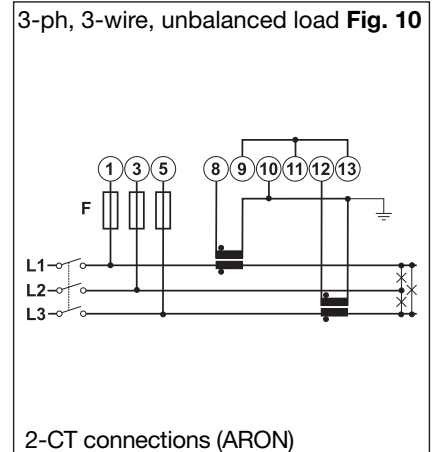 3-ph, 3-wire, unbalanced load Fig. 10
1 3 5 8 9 10 11 12 13
F
L1
L2
L3
2-CT connections (ARON)